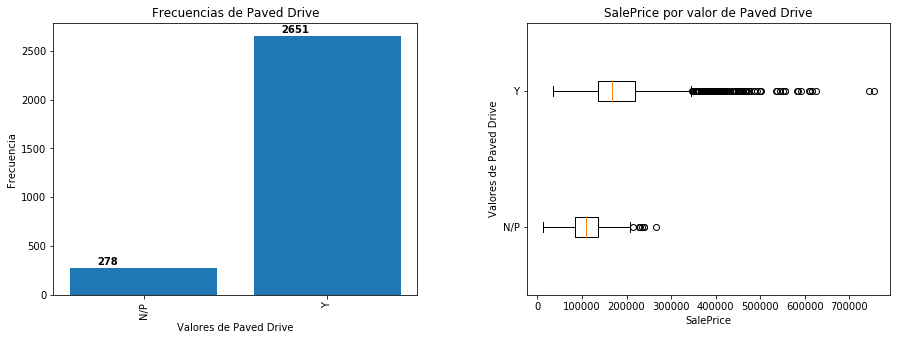 Frecuencias de Paved Drive
2651
278
2500
2000
1500
1000
500
0
Frecuencia
N/P
Y
Valores de Paved Drive
SalePrice por valor de Paved Drive
Valores de Paved Drive
Y
N/P
0 100000 200000 300000 400000 500000 600000 700000
SalePrice